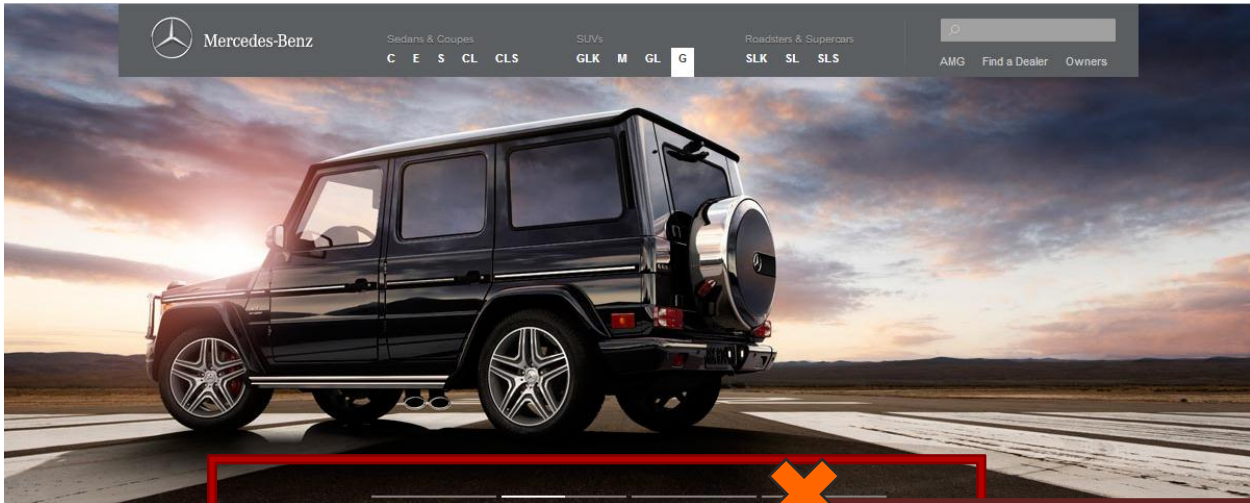 Mercedes-Benz
Sedans & Coupes
C E S CL CLS
SUVs
GLK M GL G
Roadsters & Supercars
SLK SL SLS
AMG Find a Dealer Owners